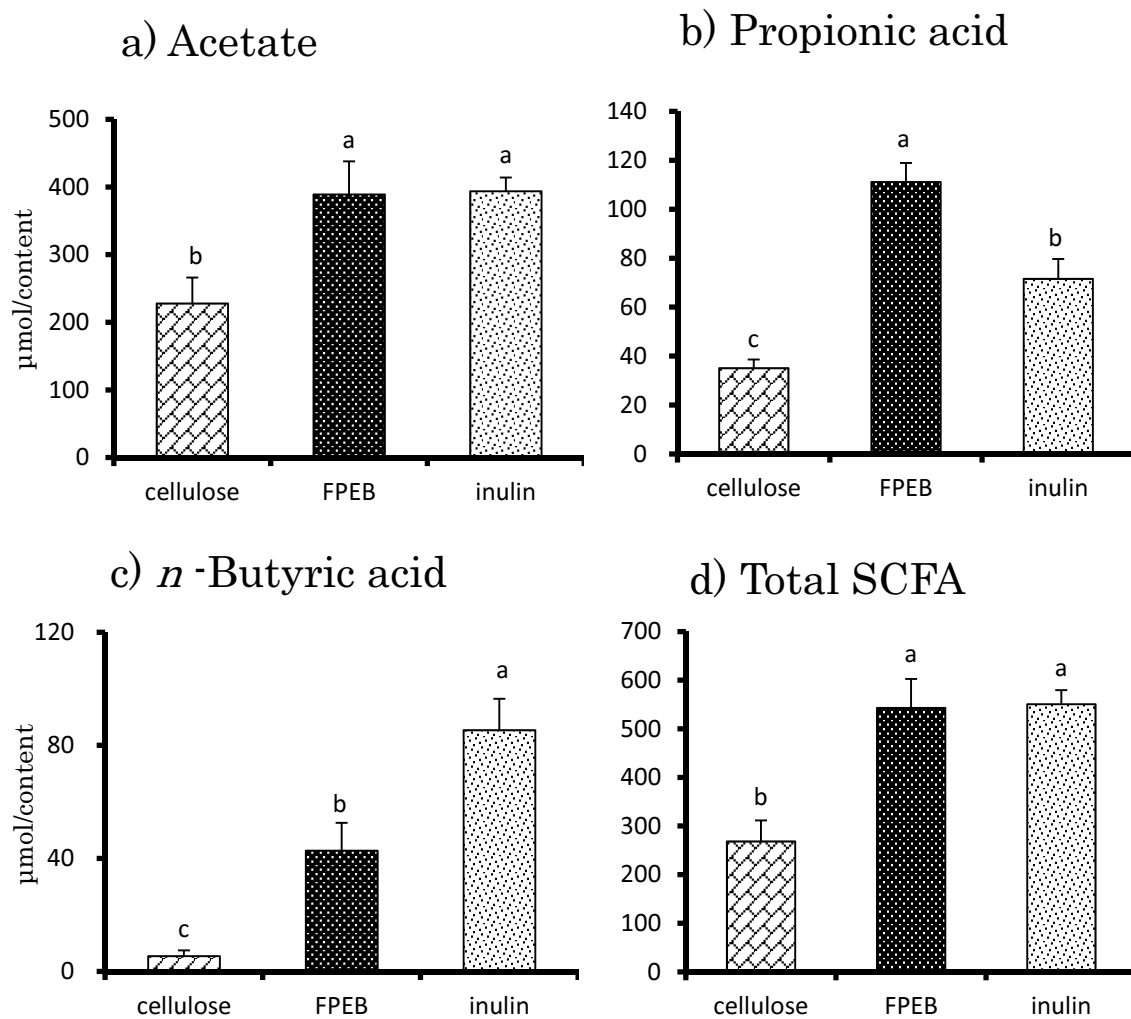 a) Acetate
500
400
300
200
100
0
µmol/content
b
a
a
cellulose FPEB inulin
b) Propionic acid
140
120
100
80
60
40
20
0
c
a
b
cellulose FPEB inulin
c) n -Butyric acid
120
80
40
0
µmol/content
c
b
a
cellulose FPEB inulin
d) Total SCFA
700
600
500
400
300
200
100
0
b
a
a
cellulose FPEB inulin